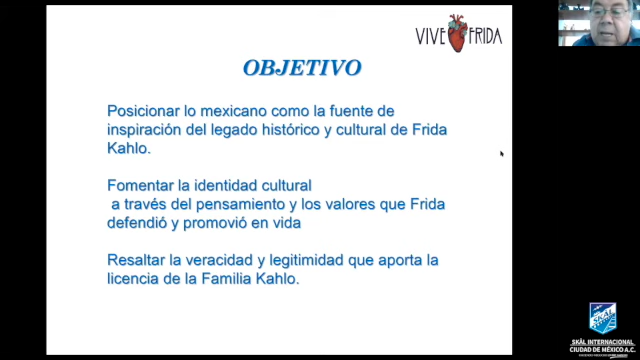 VIVE FRIDA
OBJETIVO
Posicionar lo mexicano como la fuente de
inspiración del legado histórico y cultural de Frida
Kahlo.
Fomentar la identidad cultural
a través del pensamiento y los valores que Frida
defendió y promovió en vida
Resaltar la veracidad y legitimidad que aporta la
licencia de la Familia Kahlo.
SKÅL
SKÅL INTERNACIONAL
CIUDAD DE MÉXICO A.C.